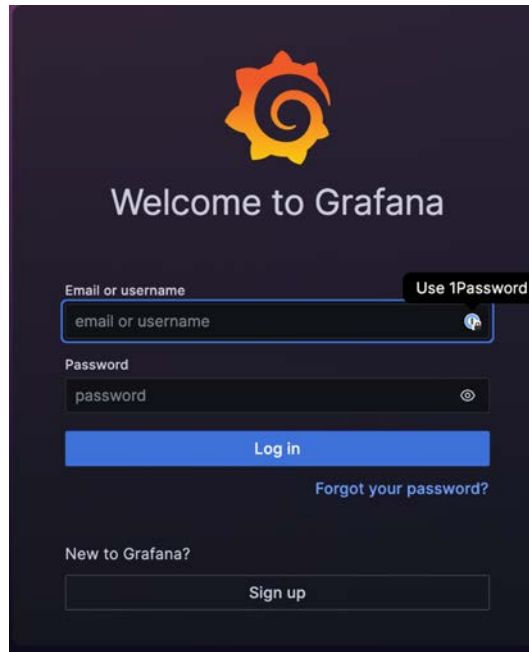 Welcome to Grafana
Email or username
Use 1Password
email or username
Password
password
Log in
Forgot your password?
New to Grafana?
Sign up